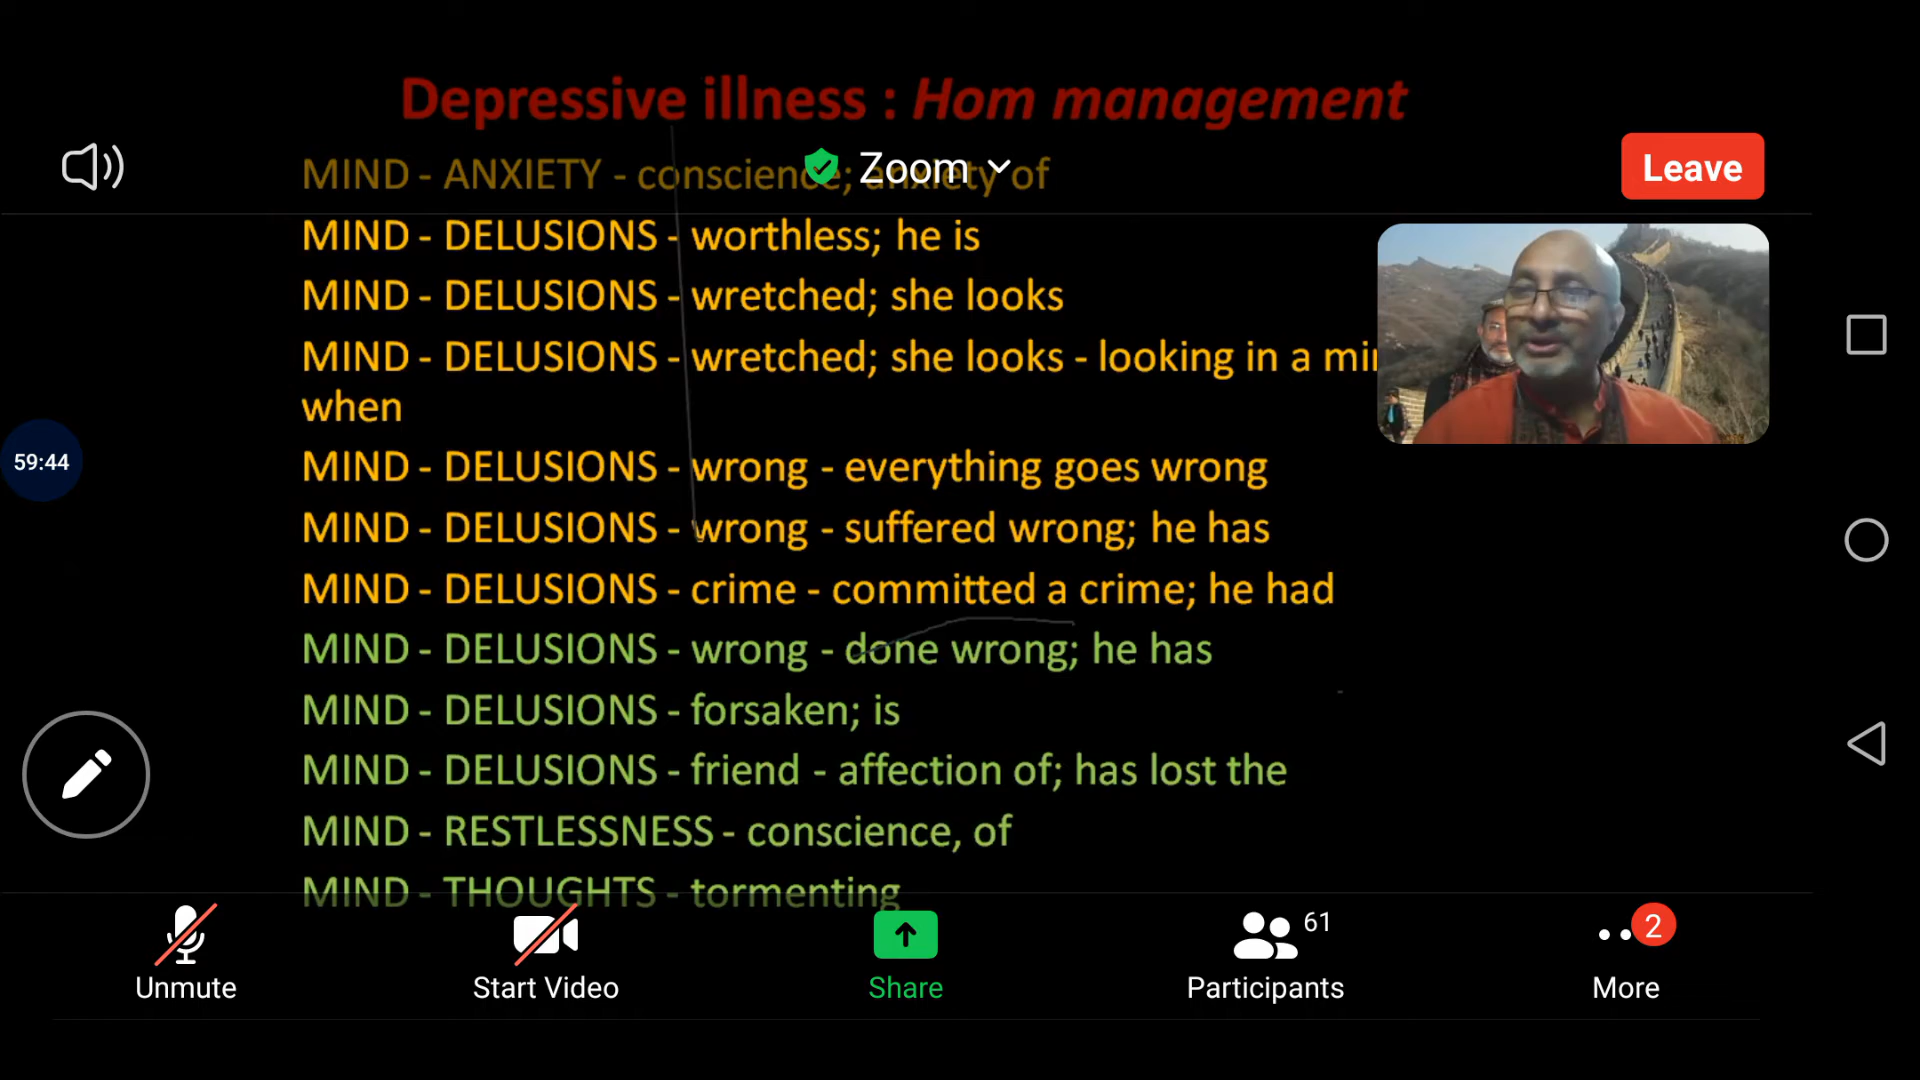 Depressive illness : Hom management
MIND - ANXIETY - conscience; anxiety of
Zoom
Leave
MIND - DELUSIONS - worthless; he is
MIND - DELUSIONS - wretched; she looks
MIND - DELUSIONS - wretched; she looks - looking in a
when
59:44
MIND - DELUSIONS - wrong - everything goes wrong
MIND - DELUSIONS - wrong - suffered wrong; he has
MIND - DELUSIONS - crime - committed a crime; he had
MIND - DELUSIONS - wrong - done wrong; he has
MIND - DELUSIONS - forsaken; is
MIND - DELUSIONS - friend - affection of; has lost the
MIND - RESTLESSNESS - conscience, of
MIND - THOUGHTS - tormenting
61
2
Unmute
Start Video
Share
Participants
More